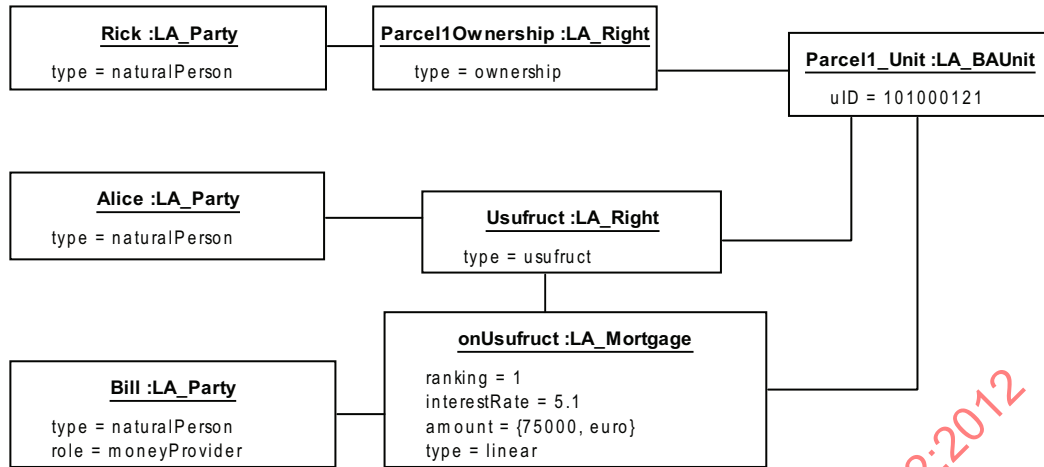 Rick :LA_Party
type = naturalPerson
Parcel1Ownership :LA_Right
type = ownership
Parcel1_Unit :LA_BAUnit
uID = 101000121
Alice :LA_Party
type = naturalPerson
Usufruct :LA_Right
type = usufruct
onUsufruct :LA_Mortgage
ranking = 1
interestRate = 5.1
amount = {75000, euro}
type = linear
Bill :LA_Party
type = naturalPerson
role = moneyProvider
2:2012